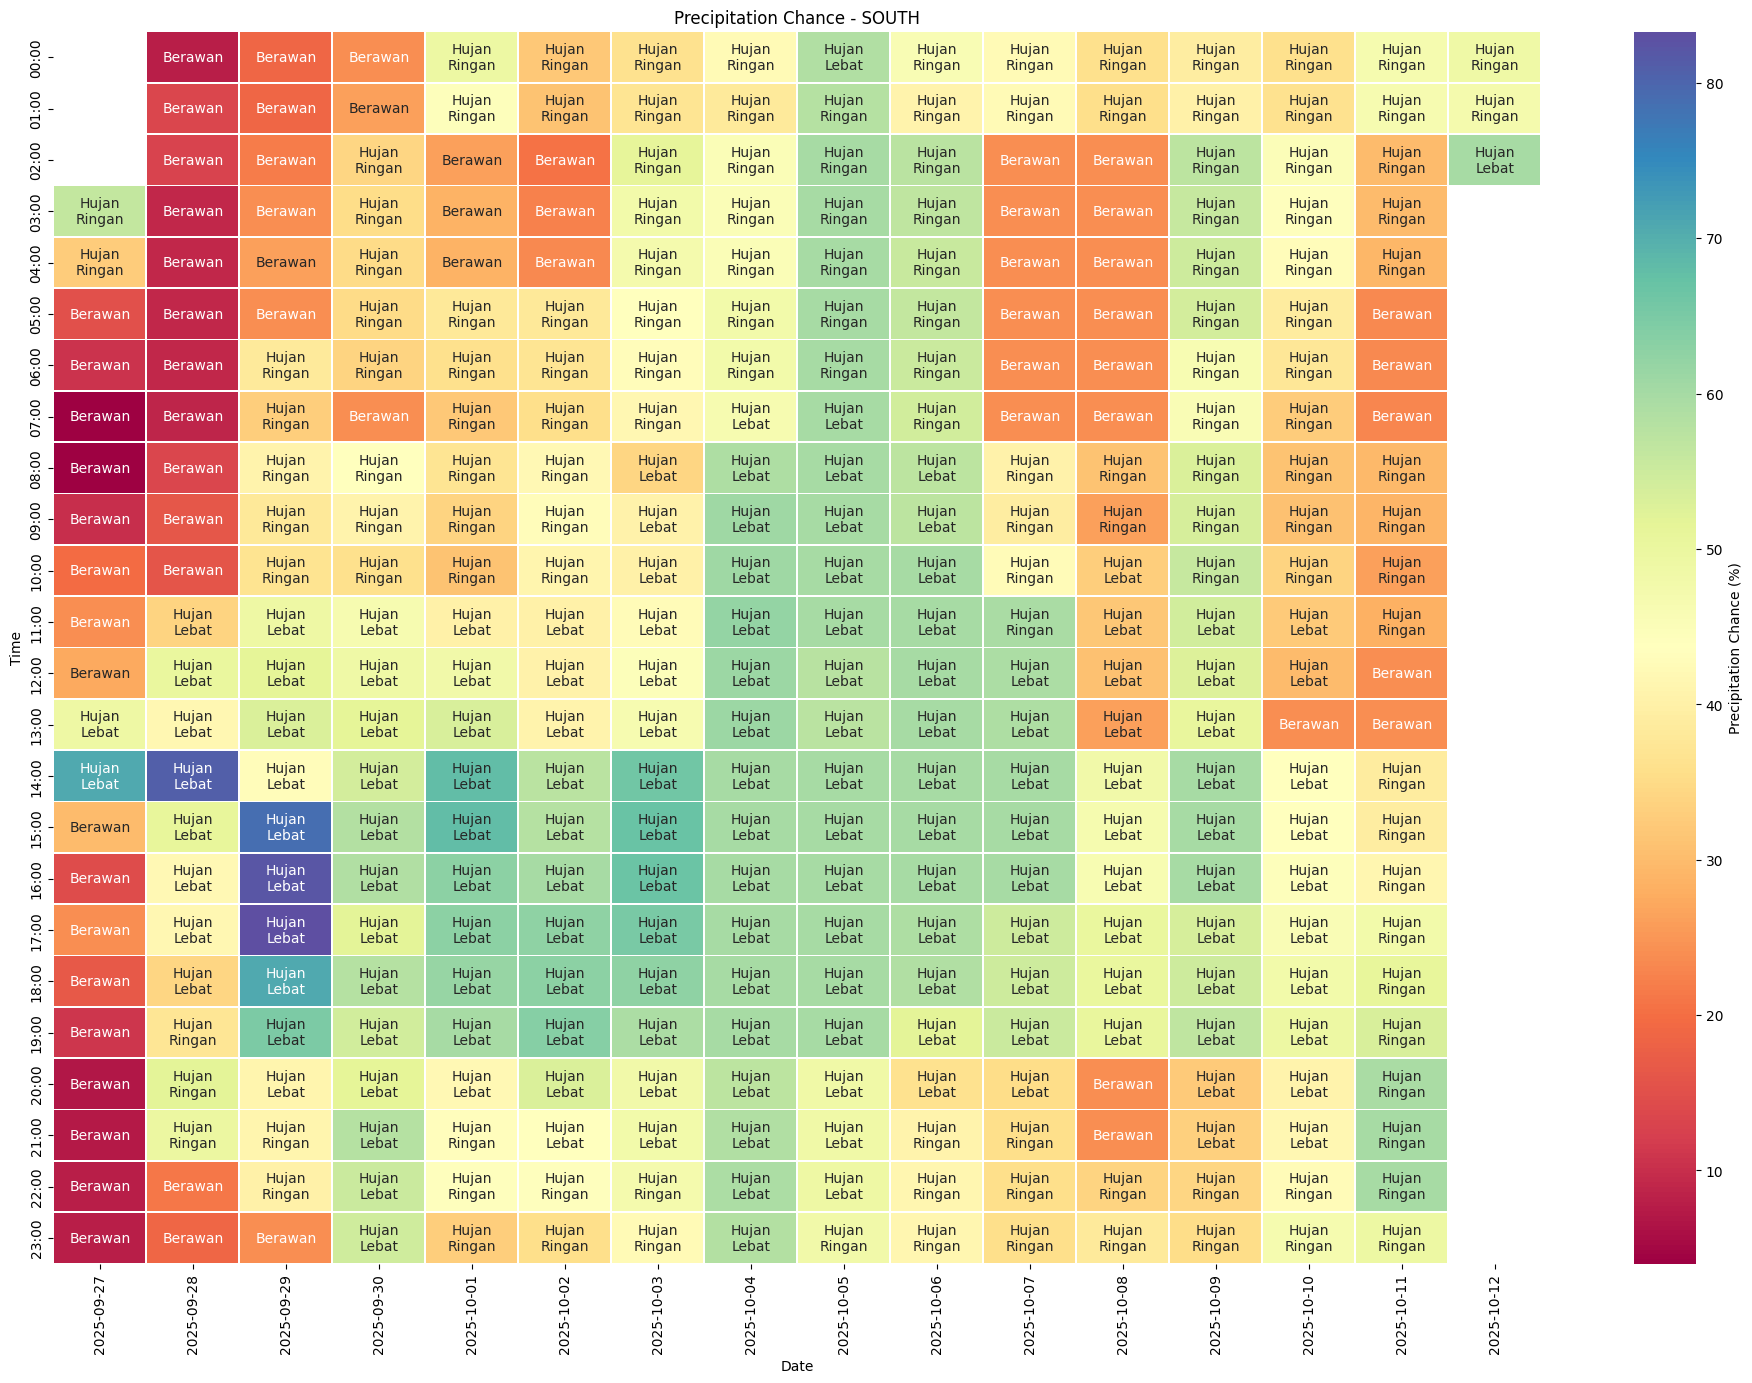 Precipitation Chance - SOUTH
00:00 Berawan Berawan Berawan Hujan Ringan Hujan Ringan Hujan Ringan Hujan Ringan Hujan Lebat Hujan Ringan Hujan Ringan Hujan Ringan Hujan Ringan Hujan Ringan Hujan Ringan Hujan Ringan
01:00 Berawan Berawan Berawan Hujan Ringan Hujan Ringan Hujan Ringan Hujan Ringan Hujan Ringan Hujan Ringan Hujan Ringan Hujan Ringan Hujan Ringan Hujan Ringan Hujan Ringan Hujan Ringan
02:00 Berawan Berawan Hujan Ringan Berawan Berawan Hujan Ringan Hujan Ringan Hujan Ringan Hujan Ringan Berawan Berawan Hujan Ringan Hujan Ringan Hujan Ringan Hujan Lebat
03:00 Hujan Ringan Berawan Berawan Hujan Ringan Berawan Berawan Hujan Ringan Hujan Ringan Hujan Ringan Hujan Ringan Berawan Berawan Hujan Ringan Hujan Ringan Hujan Ringan
04:00 Hujan Ringan Berawan Berawan Hujan Ringan Berawan Berawan Hujan Ringan Hujan Ringan Hujan Ringan Hujan Ringan Berawan Berawan Hujan Ringan Hujan Ringan Hujan Ringan
05:00 Berawan Berawan Berawan Hujan Ringan Hujan Ringan Hujan Ringan Hujan Ringan Hujan Ringan Hujan Ringan Hujan Ringan Berawan Berawan Hujan Ringan Hujan Ringan Berawan
06:00 Berawan Berawan Hujan Ringan Hujan Ringan Hujan Ringan Hujan Ringan Hujan Ringan Hujan Ringan Hujan Ringan Hujan Ringan Berawan Berawan Hujan Ringan Hujan Ringan Berawan
07:00 Berawan Berawan Hujan Ringan Berawan Hujan Ringan Hujan Ringan Hujan Ringan Hujan Lebat Hujan Lebat Hujan Ringan Berawan Berawan Hujan Ringan Hujan Ringan Berawan
08:00 Berawan Berawan Hujan Ringan Hujan Ringan Hujan Ringan Hujan Ringan Hujan Lebat Hujan Lebat Hujan Lebat Hujan Lebat Hujan Ringan Hujan Ringan Hujan Ringan Hujan Ringan Hujan Ringan
09:00 Berawan Berawan Hujan Ringan Hujan Ringan Hujan Ringan Hujan Ringan Hujan Lebat Hujan Lebat Hujan Lebat Hujan Lebat Hujan Ringan Hujan Ringan Hujan Ringan Hujan Ringan Hujan Ringan
10:00 Berawan Berawan Hujan Ringan Hujan Ringan Hujan Ringan Hujan Ringan Hujan Lebat Hujan Lebat Hujan Lebat Hujan Lebat Hujan Ringan Hujan Lebat Hujan Ringan Hujan Ringan Hujan Ringan
11:00 Berawan Hujan Lebat Hujan Lebat Hujan Lebat Hujan Lebat Hujan Lebat Hujan Lebat Hujan Lebat Hujan Lebat Hujan Lebat Hujan Ringan Hujan Lebat Hujan Lebat Hujan Lebat Hujan Ringan
12:00 Berawan Hujan Lebat Hujan Lebat Hujan Lebat Hujan Lebat Hujan Lebat Hujan Lebat Hujan Lebat Hujan Lebat Hujan Lebat Hujan Lebat Hujan Lebat Hujan Lebat Hujan Lebat Berawan
13:00 Hujan Lebat Hujan Lebat Hujan Lebat Hujan Lebat Hujan Lebat Hujan Lebat Hujan Lebat Hujan Lebat Hujan Lebat Hujan Lebat Hujan Lebat Hujan Lebat Hujan Lebat Berawan Berawan
14:00 Hujan Lebat Hujan Lebat Hujan Lebat Hujan Lebat Hujan Lebat Hujan Lebat Hujan Lebat Hujan Lebat Hujan Lebat Hujan Lebat Hujan Lebat Hujan Lebat Hujan Lebat Hujan Lebat Hujan Ringan
15:00 Berawan Hujan Lebat Hujan Lebat Hujan Lebat Hujan Lebat Hujan Lebat Hujan Lebat Hujan Lebat Hujan Lebat Hujan Lebat Hujan Lebat Hujan Lebat Hujan Lebat Hujan Lebat Hujan Ringan
16:00 Berawan Hujan Lebat Hujan Lebat Hujan Lebat Hujan Lebat Hujan Lebat Hujan Lebat Hujan Lebat Hujan Lebat Hujan Lebat Hujan Lebat Hujan Lebat Hujan Lebat Hujan Lebat Hujan Ringan
17:00 Berawan Hujan Lebat Hujan Lebat Hujan Lebat Hujan Lebat Hujan Lebat Hujan Lebat Hujan Lebat Hujan Lebat Hujan Lebat Hujan Lebat Hujan Lebat Hujan Lebat Hujan Lebat Hujan Ringan
18:00 Berawan Hujan Lebat Hujan Lebat Hujan Lebat Hujan Lebat Hujan Lebat Hujan Lebat Hujan Lebat Hujan Lebat Hujan Lebat Hujan Lebat Hujan Lebat Hujan Lebat Hujan Lebat Hujan Ringan
19:00 Berawan Hujan Ringan Hujan Lebat Hujan Lebat Hujan Lebat Hujan Lebat Hujan Lebat Hujan Lebat Hujan Lebat Hujan Lebat Hujan Lebat Hujan Lebat Hujan Lebat Hujan Lebat Hujan Ringan
20:00 Berawan Hujan Ringan Hujan Lebat Hujan Lebat Hujan Lebat Hujan Lebat Hujan Lebat Hujan Lebat Hujan Lebat Hujan Lebat Hujan Lebat Berawan Hujan Lebat Hujan Lebat Hujan Ringan
21:00 Berawan Hujan Ringan Hujan Ringan Hujan Lebat Hujan Ringan Hujan Lebat Hujan Lebat Hujan Lebat Hujan Lebat Hujan Ringan Hujan Ringan Berawan Hujan Lebat Hujan Lebat Hujan Ringan
22:00 Berawan Berawan Hujan Ringan Hujan Lebat Hujan Ringan Hujan Ringan Hujan Ringan Hujan Lebat Hujan Lebat Hujan Ringan Hujan Ringan Hujan Ringan Hujan Ringan Hujan Ringan Hujan Ringan
23:00 Berawan Berawan Berawan Hujan Lebat Hujan Ringan Hujan Ringan Hujan Ringan Hujan Lebat Hujan Ringan Hujan Ringan Hujan Ringan Hujan Ringan Hujan Ringan Hujan Ringan Hujan Ringan
Time
2025-09-27 2025-09-28 2025-09-29 2025-09-30 2025-10-01 2025-10-02 2025-10-03 2025-10-04 2025-10-05 2025-10-06 2025-10-07 2025-10-08 2025-10-09 2025-10-10 2025-10-11 2025-10-12
Date
80
70
60
50
40
30
20
10
Precipitation Chance (%)